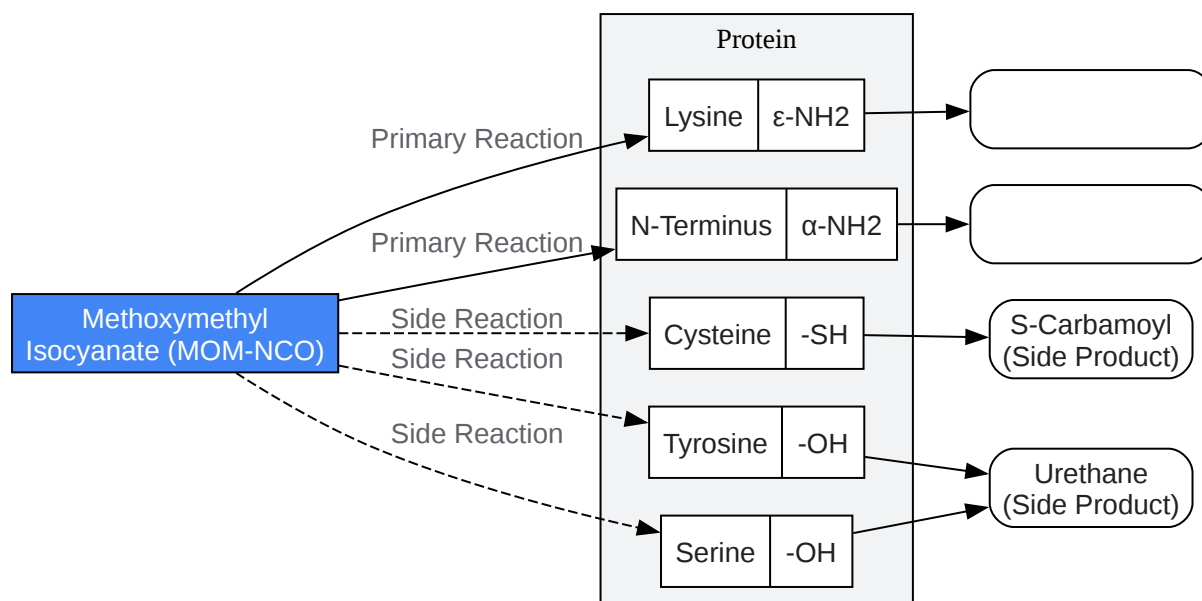 Protein
Primary Reaction
Lysine
ε-NH2
Primary Reaction
N-Terminus
α-NH2
Methoxymethyl
Isocyanate (MOM-NCO)
Side Reaction
Cysteine
-SH
S-Carbamoyl
(Side Product)
Side Reaction
Tyrosine
-OH
Side Reaction
Urethane
(Side Product)
Serine
-OH